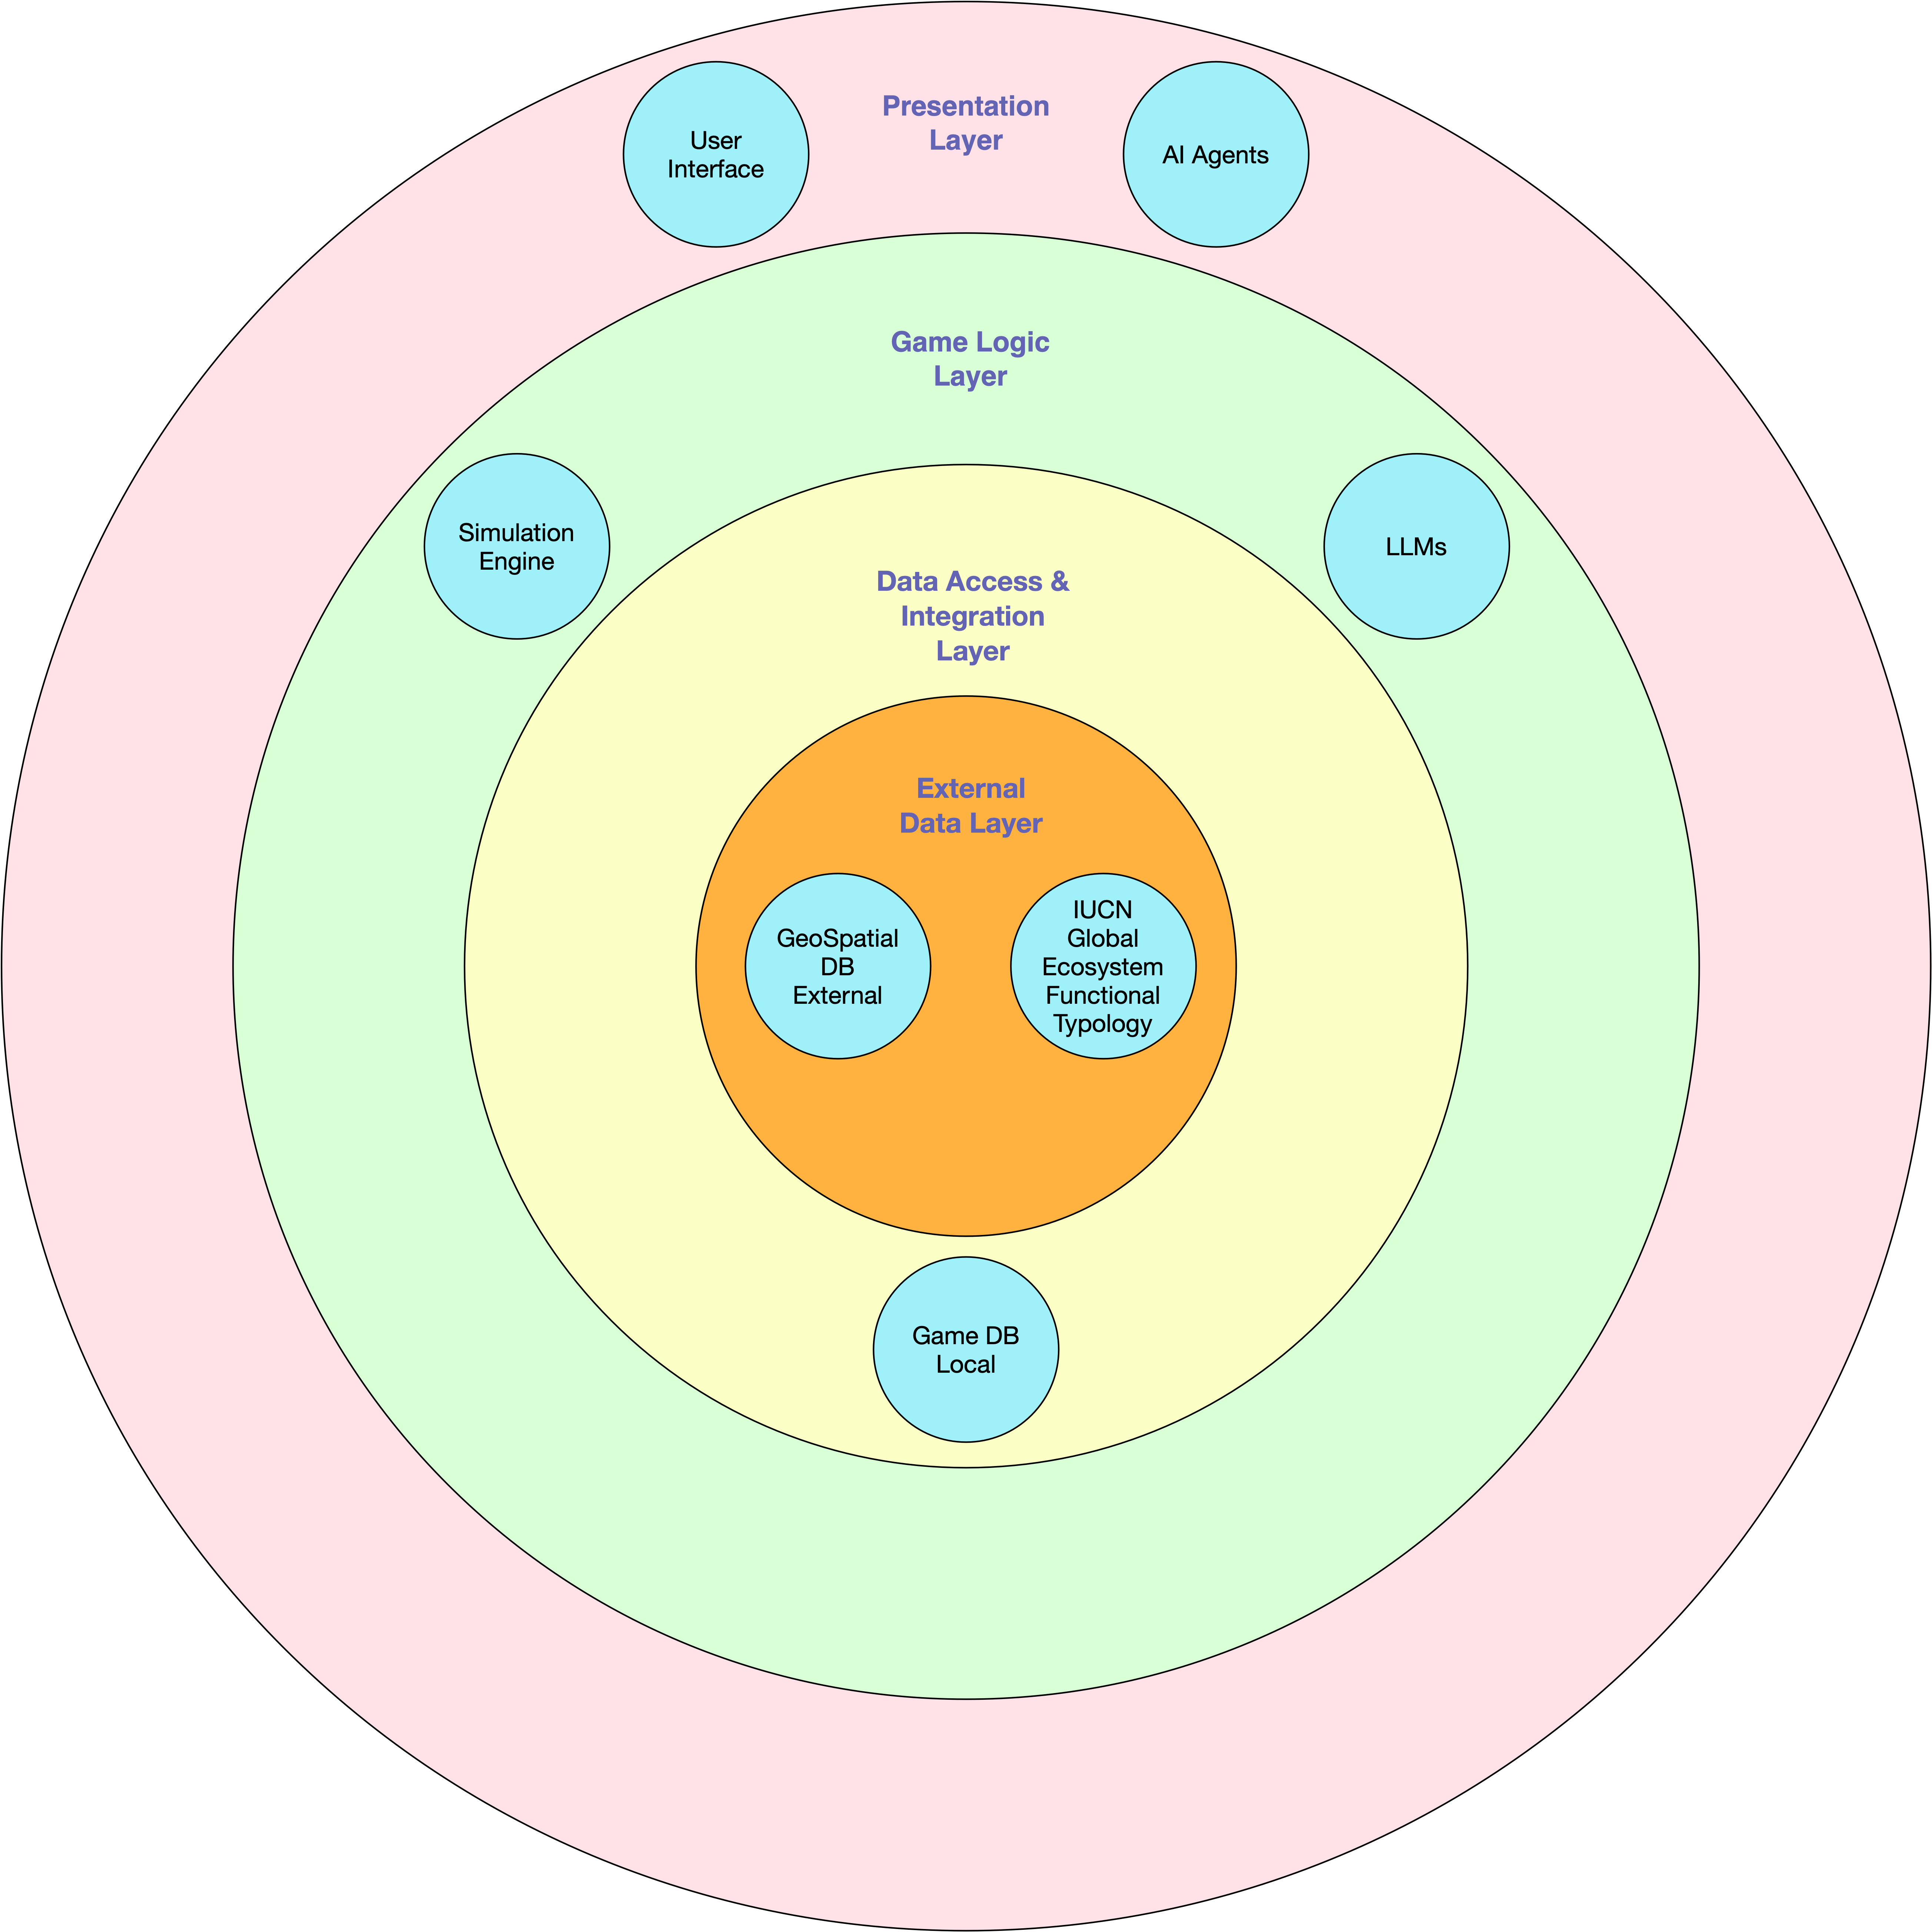 Presentation
Layer
User
Interface
AI Agents
Game Logic
Layer
Simulation
Engine
LLMs
Data Access &
Integration
Layer
External
Data Layer
GeoSpatial
DB
External
IUCN
Global
Ecosystem
Functional
Typology
Game DB
Local